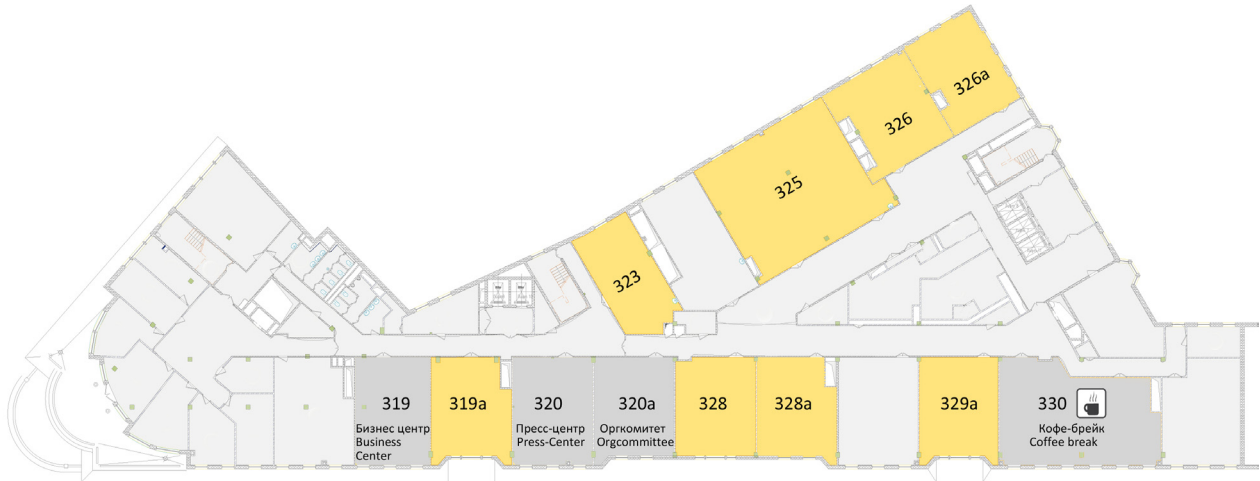 326a
326
325
323
319
Бизнес центр
Business
Center
319a
320
Пресс-центр
Press-Center
320a
Оргкомитет
Orgcommittee
328
328a
329a
330
Кофе-брейк
Coffee break